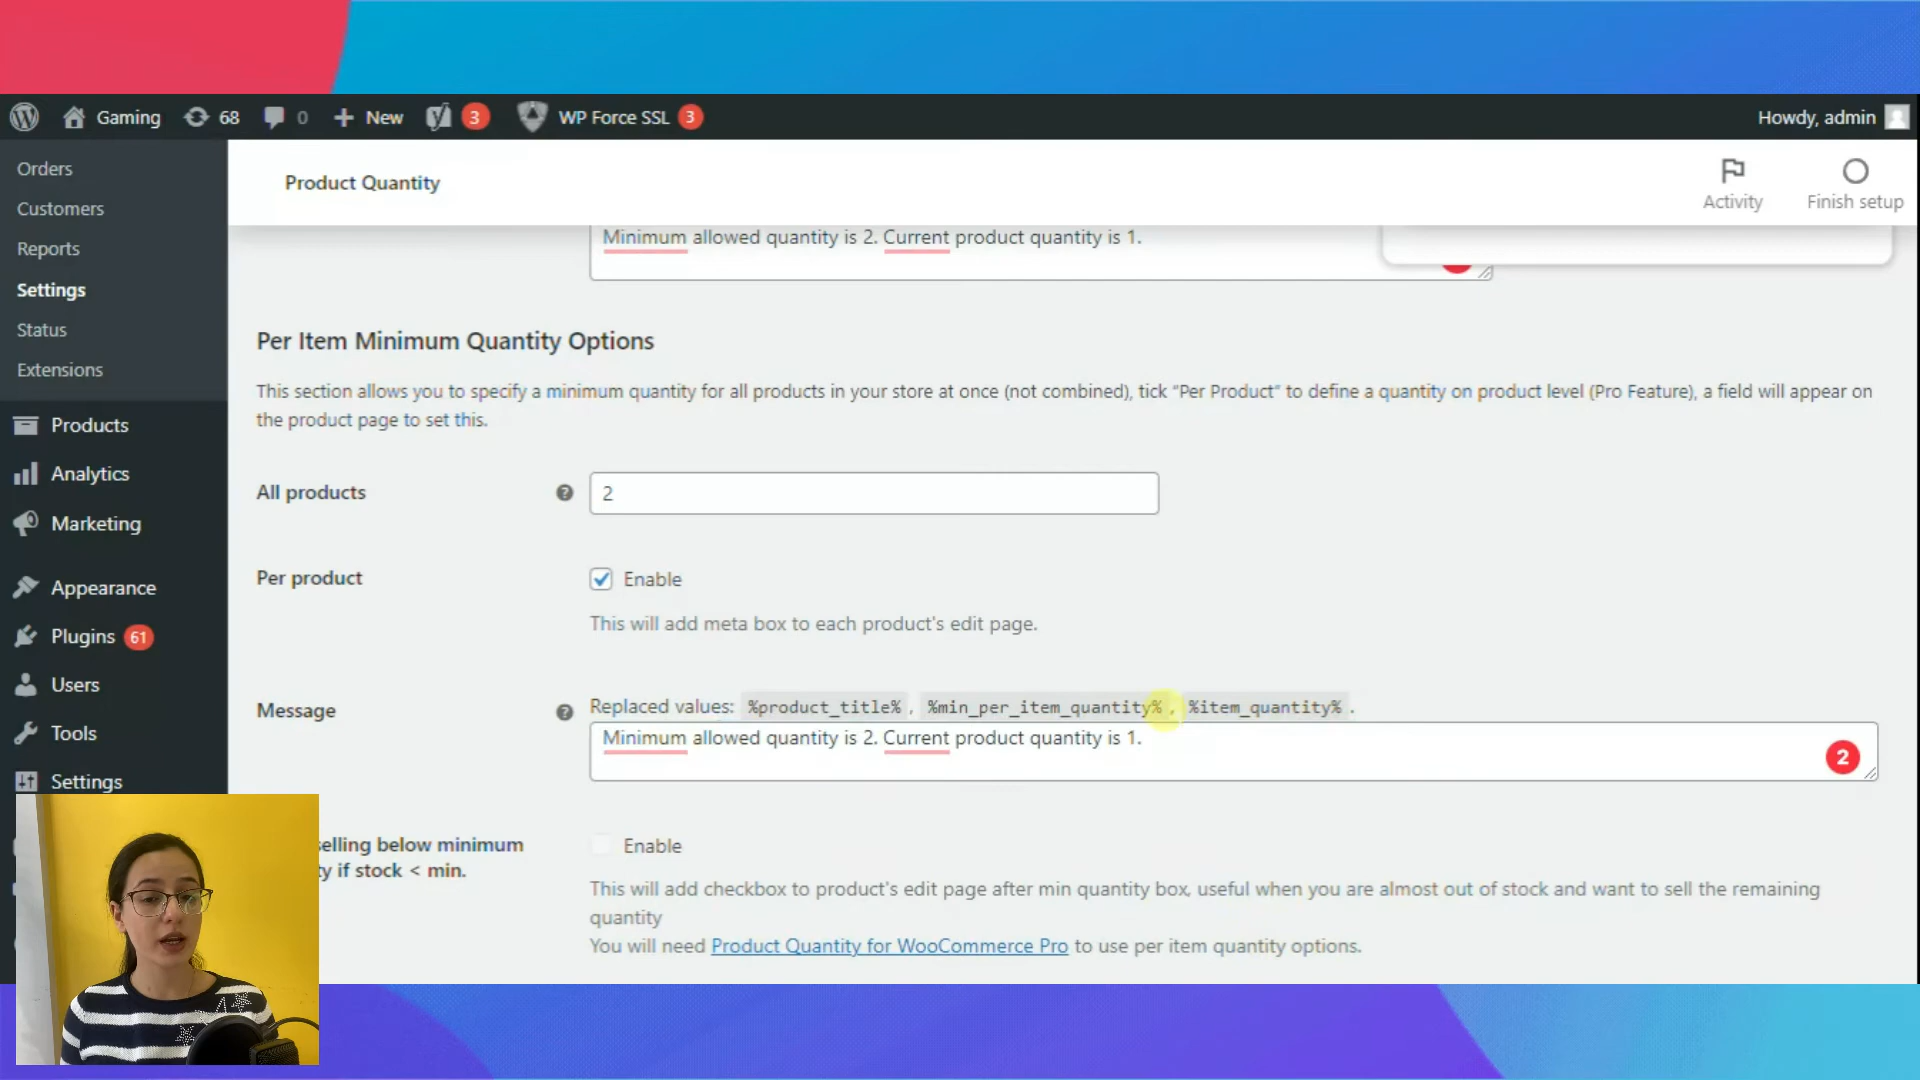 Gaming 68 0 New 3 WP Force SSL 3 Howdy, admin
Orders
Customers
Reports
Settings
Status
Extensions
Products
Analytics
Marketing
Appearance
Plugins 61
Users
Tools
Settings
Product Quantity
Activity
Finish setup
Minimum allowed quantity is 2. Current product quantity is 1.
Per Item Minimum Quantity Options
This section allows you to specify a minimum quantity for all products in your store at once (not combined), tick "Per Product" to define a quantity on product level (Pro Feature), a field will appear on
the product page to set this.
All products
2
Per product
Enable
This will add meta box to each product's edit page.
Message
Replaced values: %product_title% , %min_per_item_quantity% , %item_quantity% .
Minimum allowed quantity is 2. Current product quantity is 1.
2
elling below minimum
ty if stock < min.
Enable
This will add checkbox to product's edit page after min quantity box, useful when you are almost out of stock and want to sell the remaining
quantity
You will need Product Quantity for WooCommerce Pro to use per item quantity options.